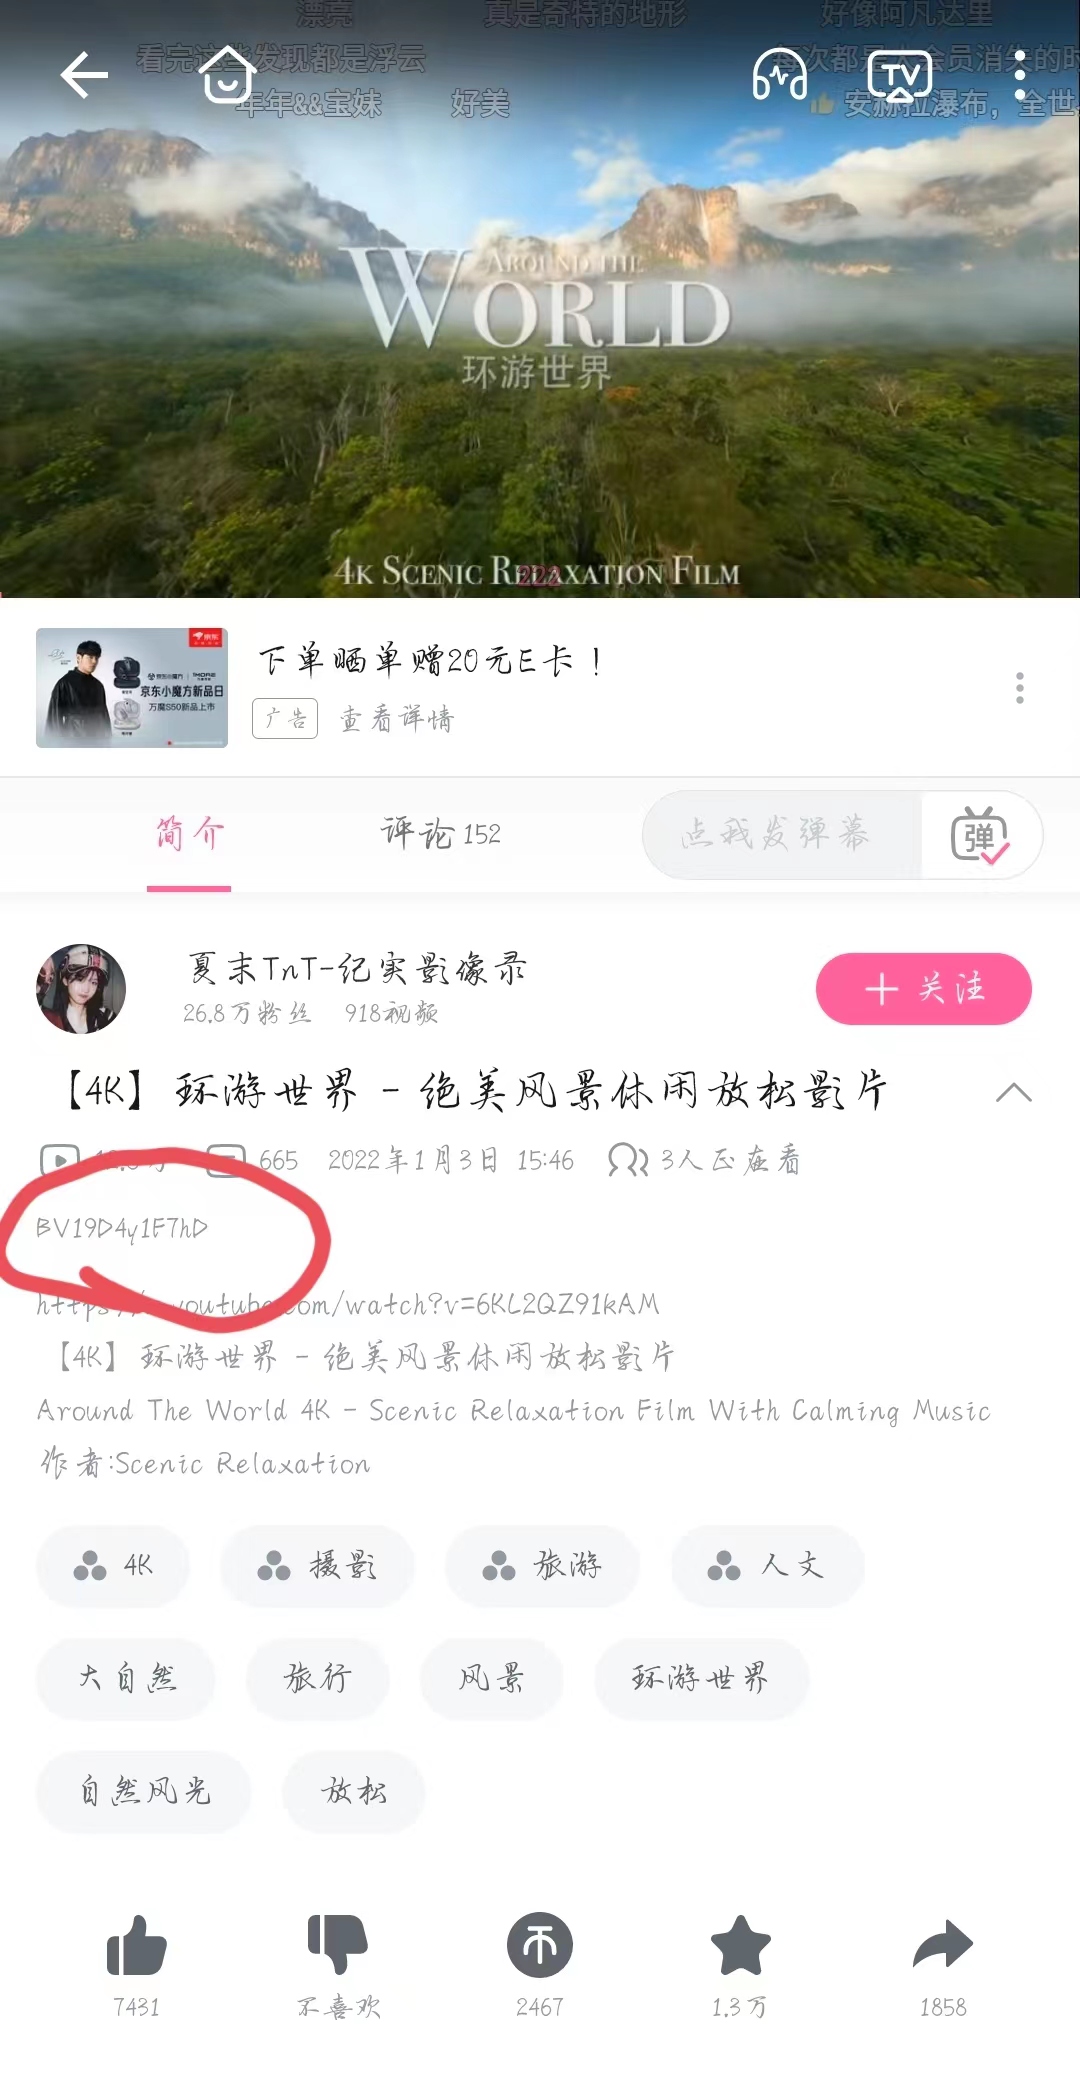 漂亮 真是奇特的地形 好像阿凡达里
看完这些发现都是浮云 每次都是大会员消失的时
年年&&宝妹 好美 👍安赫拉瀑布，全世
TV
AROUND THE
WORLD
环游世界
4K SCENIC RELAXATION FILM
222
京东
1MORE
京东小魔方新品日
万魔S50新品上市
下单晒单赠20元E卡！
广告 查看详情
简介 评论 152 点我发弹幕 弹
夏末TnT-纪实影像录
26.8万粉丝 918视频
+ 关注
【4K】环游世界 - 绝美风景休闲放松影片
665 2022年1月3日 15:46 3人正在看
BV19D4y1F7hD
youtube.com/watch?v=6KL2QZ91kAM
【4K】环游世界 - 绝美风景休闲放松影片
Around The World 4K - Scenic Relaxation Film With Calming Music
作者:Scenic Relaxation
4K 摄影 旅游 人文
大自然 旅行 风景 环游世界
自然风光 放松
7431 不喜欢 2467 1.3万 1858